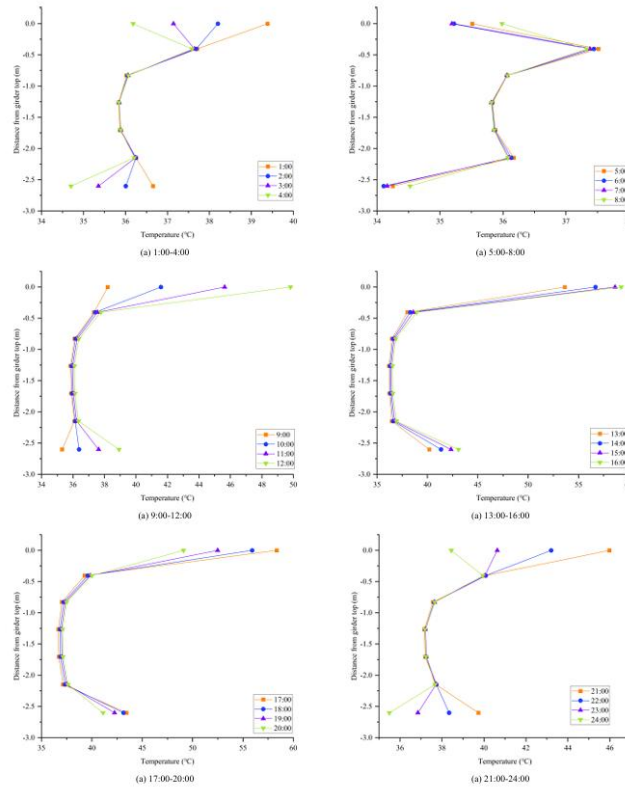 0.0
-0.5
-1.0
-1.5
-2.0
-2.5
-3.0
Distance from girder top (m)
1:00
2:00
3:00
4:00
34 35 36 37 38 39 40
Temperature (°C)
(a) 1:00-4:00
0.0
-0.5
-1.0
-1.5
-2.0
-2.5
-3.0
Distance from girder top (m)
5:00
6:00
7:00
8:00
34 35 36 37
Temperature (°C)
(a) 5:00-8:00
0.0
-0.5
-1.0
-1.5
-2.0
-2.5
-3.0
Distance from girder top (m)
9:00
10:00
11:00
12:00
34 36 38 40 42 44 46 48 50
Temperature (°C)
(a) 9:00-12:00
0.0
-0.5
-1.0
-1.5
-2.0
-2.5
-3.0
Distance from girder top (m)
13:00
14:00
15:00
16:00
35 40 45 50 55
Temperature (°C)
(a) 13:00-16:00
0.0
-0.5
-1.0
-1.5
-2.0
-2.5
-3.0
Distance from girder top (m)
17:00
18:00
19:00
20:00
35 40 45 50 55 60
Temperature (°C)
(a) 17:00-20:00
0.0
-0.5
-1.0
-1.5
-2.0
-2.5
-3.0
Distance from girder top (m)
21:00
22:00
23:00
24:00
36 38 40 42 44 46
Temperature (°C)
(a) 21:00-24:00